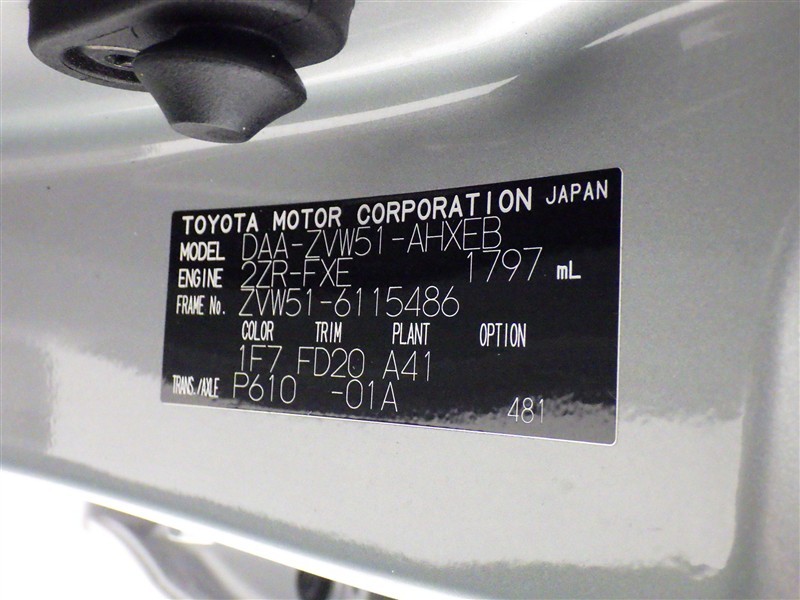 TOYOTA MOTOR CORPORATION JAPAN
MODEL DAA-ZVW51-AHXEB
ENGINE 2ZR-FXE 1797 mL
FRAME No. ZVW51-6115486
COLOR TRIM PLANT OPTION
1F7 FD20 A41
TRANS./AXLE P610 -01A
481